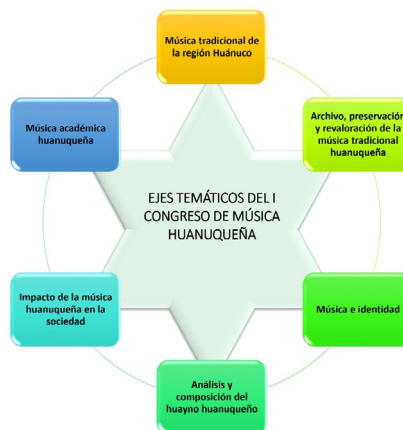 Música tradicional de
la región Huánuco
Archivo, preservación
y revaloración de la
música tradicional
huanuqueña
Música e identidad
Análisis y
composición del
huayno huanuqueño
Impacto de la música
huanuqueña en la
sociedad
Música académica
huanuqueña
EJES TEMÁTICOS DEL I
CONGRESO DE MÚSICA
HUANUQUEÑA